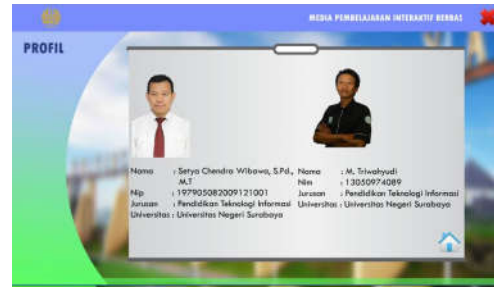 MEDIA PEMBELAJARAN INTERAKTIF BERBAS
PROFIL
Nama : Setya Chendra Wibawa, S.Pd., M.T
Nip : 197905082009121001
Jurusan : Pendidikan Teknologi Informasi
Universitas : Universitas Negeri Surabaya
Nama : M. Triwahyudi
Nim : 13050974089
Jurusan : Pendidikan Teknologi Informasi
Universitas : Universitas Negeri Surabaya